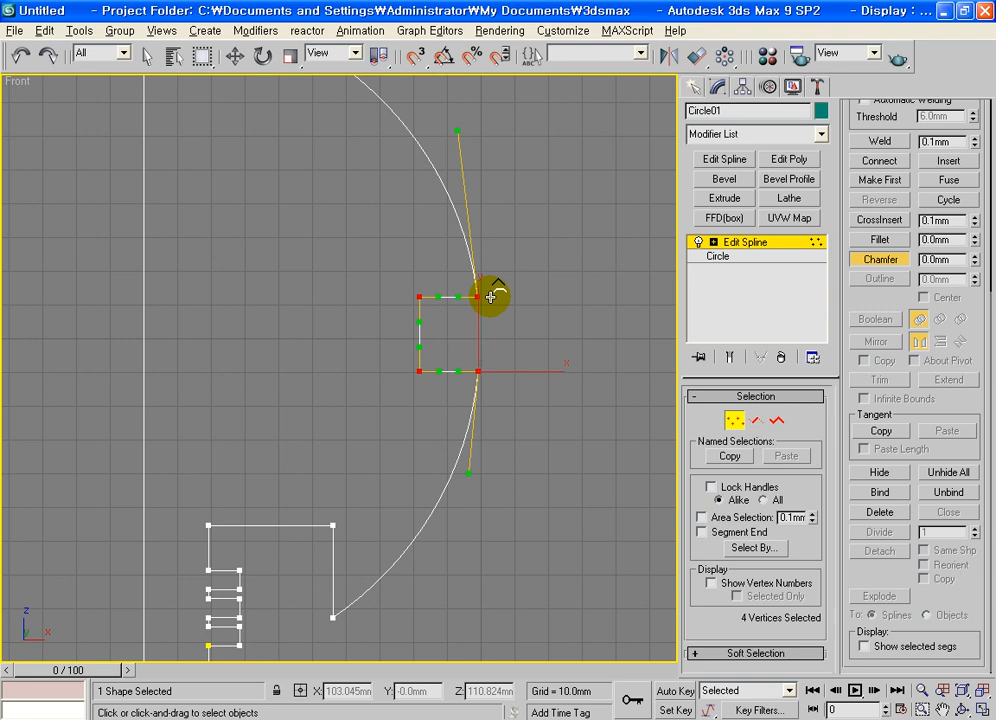 Untitled - Project Folder: C:₩Documents and Settings₩Administrator₩My Documents₩3dsmax - Autodesk 3ds Max 9 SP2 - Display : ...
File Edit Tools Group Views Create Modifiers reactor Animation Graph Editors Rendering Customize MAXScript Help
All View View
Front
Circle01
Modifier List
Edit Spline Edit Poly
Bevel Bevel Profile
Extrude Lathe
FFD(box) UVW Map
Edit Spline
Circle
Selection
Named Selections:
Copy Paste
Lock Handles
Alike All
Area Selection: 0.1mm
Segment End
Select By...
Display
Show Vertex Numbers
Selected Only
4 Vertices Selected
+ Soft Selection
Automatic Welding
Threshold 6.0mm
Weld 0.1mm
Connect Insert
Make First Fuse
Reverse Cycle
CrossInsert 0.1mm
Fillet 0.0mm
Chamfer 0.0mm
Outline 0.0mm
Center
Boolean
Mirror
Copy About Pivot
Trim Extend
Infinite Bounds
Tangent
Copy Paste
Paste Length
Hide Unhide All
Bind Unbind
Delete Close
Divide 1
Detach Same Shp
Reorient
Copy
Explode
To: Splines Objects
Display:
Show selected segs
x
z
y x
0 / 100
1 Shape Selected X: 103.045mm Y: -0.0mm Z: 110.824mm Grid = 10.0mm Auto Key Selected
Click or click-and-drag to select objects Add Time Tag Set Key Key Filters... 0